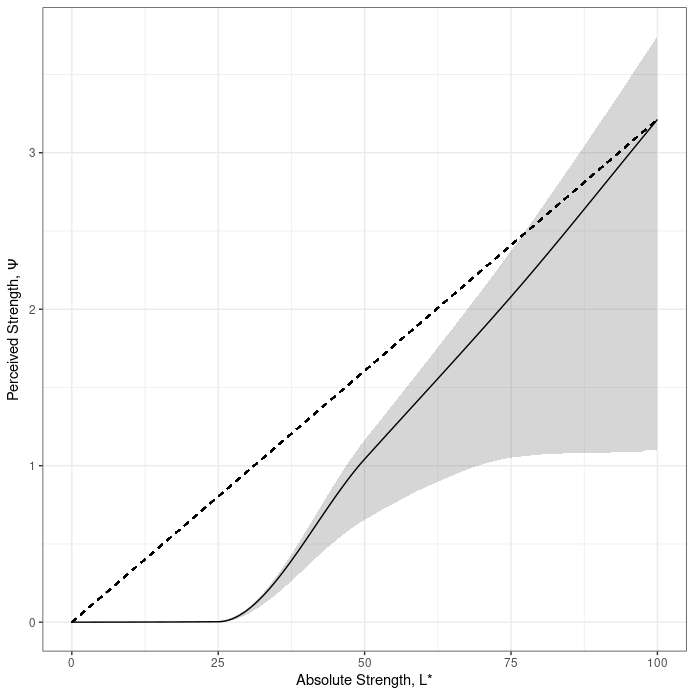 3
2
1
0
0 25 50 75 100
Absolute Strength, L*
Perceived Strength, Ψ